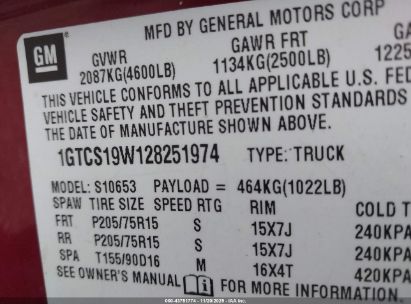 MFD BY GENERAL MOTORS CORP
GM
GVWR GAWR FRT GA
2087KG(4600LB) 1134KG(2500LB) 1225
THIS VEHICLE CONFORMS TO ALL APPLICABLE U.S. FEDE
VEHICLE SAFETY AND THEFT PREVENTION STANDARDS
THE DATE OF MANUFACTURE SHOWN ABOVE.
1GTCS19W128251974 TYPE: TRUCK
MODEL: S10653 PAYLOAD = 464KG(1022LB)
SPAW TIRE SIZE SPEED RTG RIM COLD T
FRT P205/75R15 S 15X7J 240KPA
RR P205/75R15 S 15X7J 240KPA
SPA T155/90D16 M 16X4T 420KPA
SEE OWNER'S MANUAL FOR MORE INFORMATION